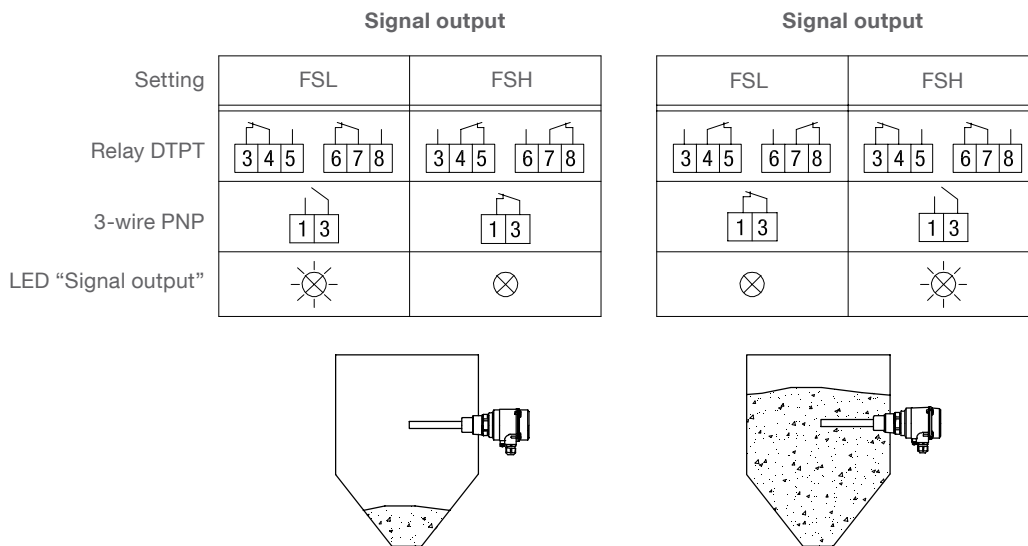 Signal output Signal output
Setting FSL FSH FSL FSH
Relay DTPT 3 4 5 6 7 8 3 4 5 6 7 8 3 4 5 6 7 8 3 4 5 6 7 8
3-wire PNP 1 3 1 3 1 3 1 3
LED “Signal output”